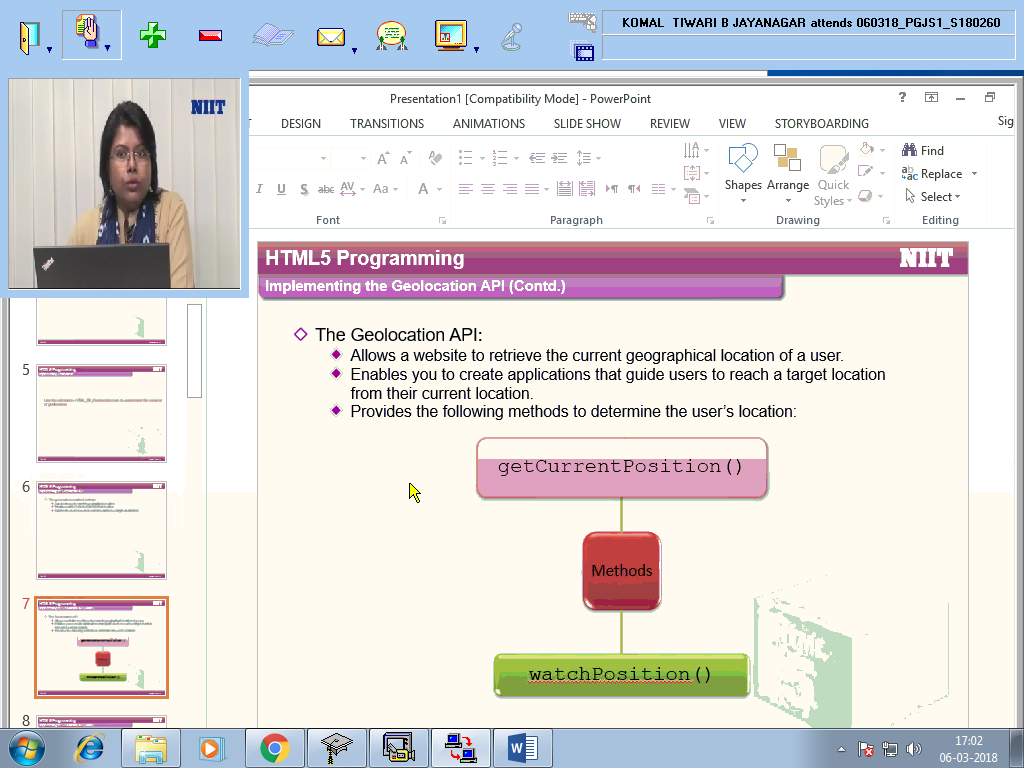 KOMAL TIWARI B JAYANAGAR attends 060318_PGJS1_S180260
NIIT
Presentation1 [Compatibility Mode] - PowerPoint
?
DESIGN TRANSITIONS ANIMATIONS SLIDE SHOW REVIEW VIEW STORYBOARDING Sig
I U S abc AV Aa A
Shapes Arrange Quick Styles
Find
Replace
Select
Font Paragraph Drawing Editing
HTML5 Programming NIIT
Implementing the Geolocation API (Contd.)
The Geolocation API:
Allows a website to retrieve the current geographical location of a user.
Enables you to create applications that guide users to reach a target location
from their current location.
Provides the following methods to determine the user's location:
getCurrentPosition()
Methods
watchPosition()
5
6
7
8
17:02
06-03-2018